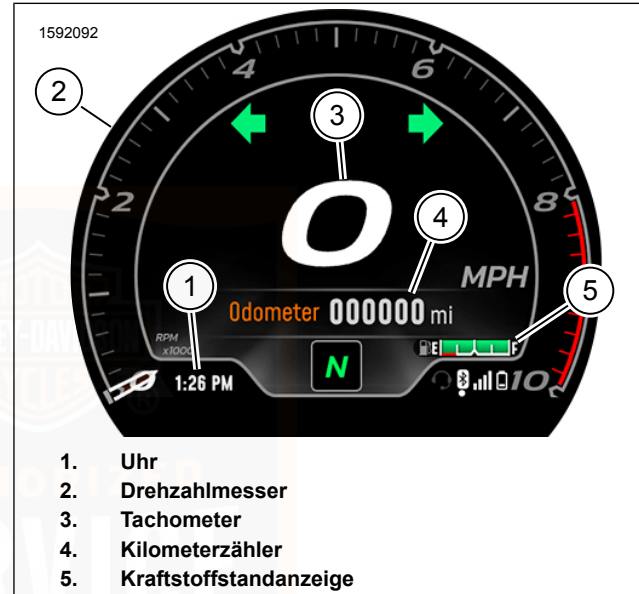 1592092
4
6
2
3
2
8
4
1
MPH
5
Odometer 000000 mi
RPM
x1000
E F
0
1:26 PM
N
10
1. Uhr
2. Drehzahlmesser
3. Tachometer
4. Kilometerzähler
5. Kraftstoffstandanzeige